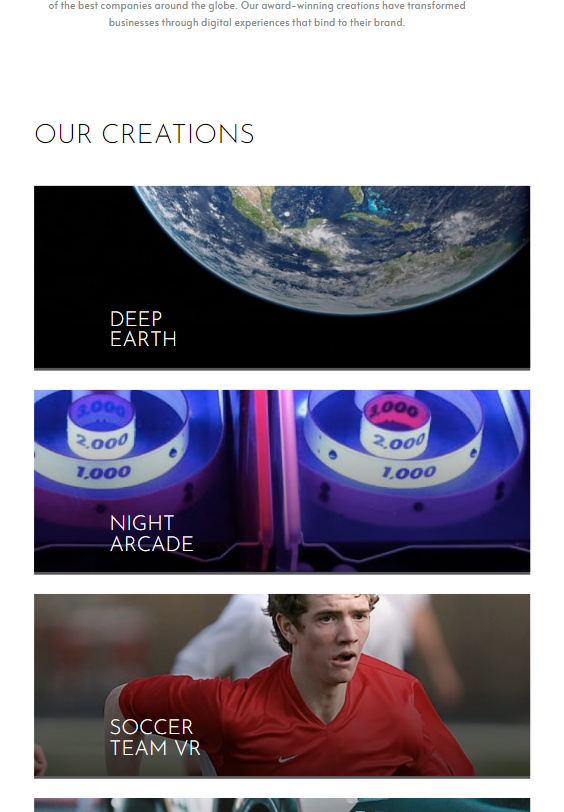 of the best companies around the globe. Our award-winning creations have transformed
businesses through digital experiences that bind to their brand.
OUR CREATIONS
DEEP
EARTH
3,000
2,000
1,000
3,000
2,000
1,000
NIGHT
ARCADE
SOCCER
TEAM VR